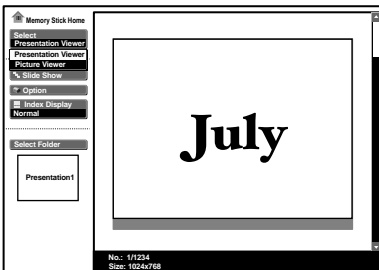 Memory Stick Home
Select
Presentation Viewer
Presentation Viewer
Picture Viewer
Slide Show
Option
Index Display
Normal
Select Folder
Presentation1
July
No.: 1/1234
Size: 1024x768